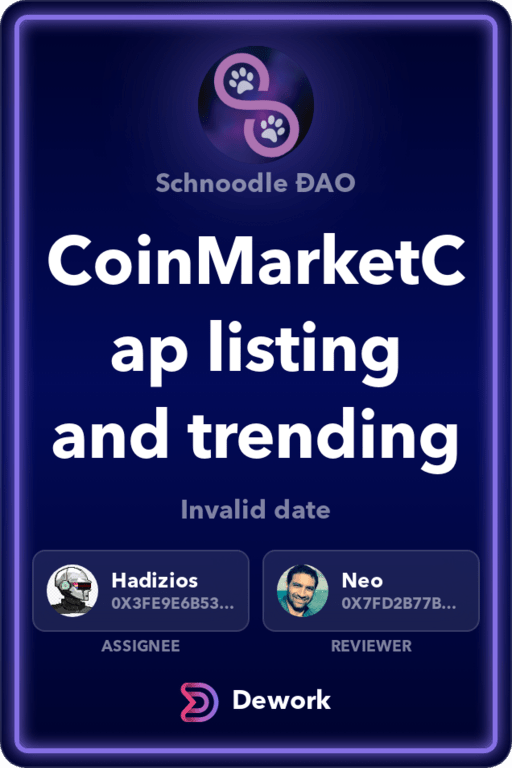 Schnoodle ĐAO
CoinMarketC
ap listing
and trending
Invalid date
Hadizios
0X3FE9E6B53...
Neo
0X7FD2B77B...
ASSIGNEE
REVIEWER
Dework